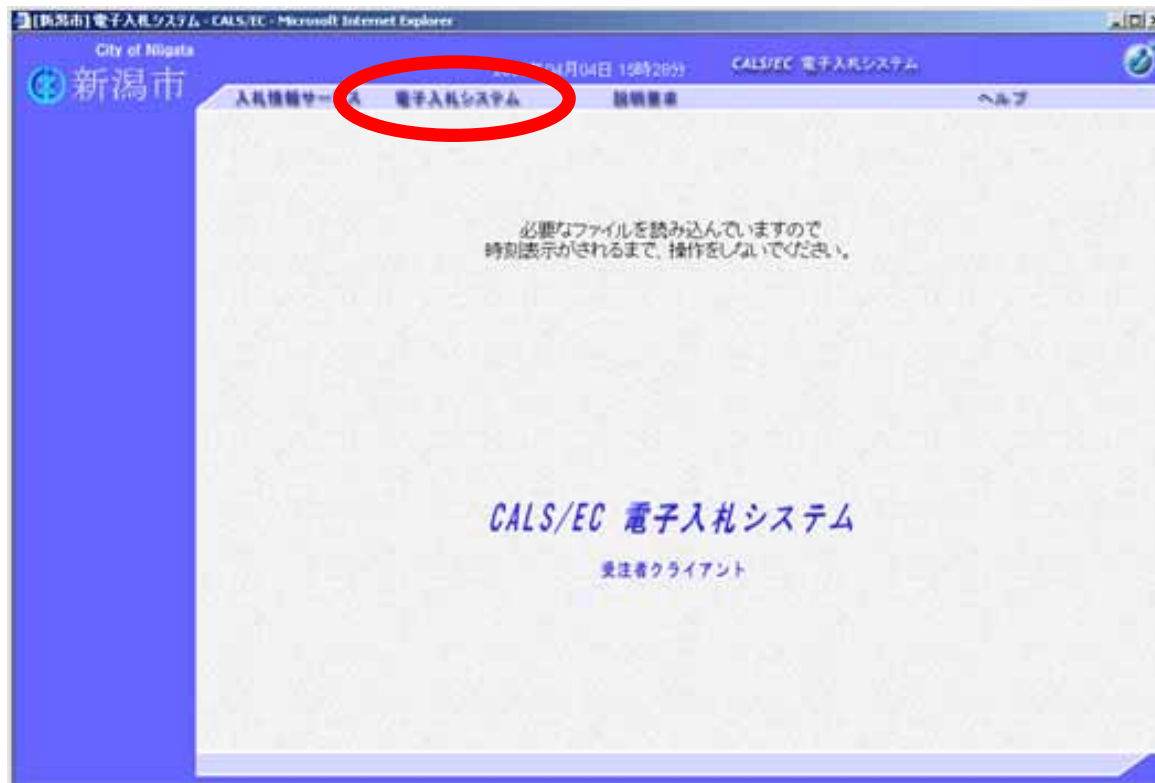 [新潟市] 電子入札システム - CALS/EC - Microsoft Internet Explorer
City of Niigata
新潟市
04月04日 15時28分
CALS/EC 電子入札システム
入札情報サービス
電子入札システム
説明要求
ヘルプ
必要なファイルを読み込んでいますので
時刻表示がされるまで、操作をしないでください。
CALS/EC 電子入札システム
受注者クライアント